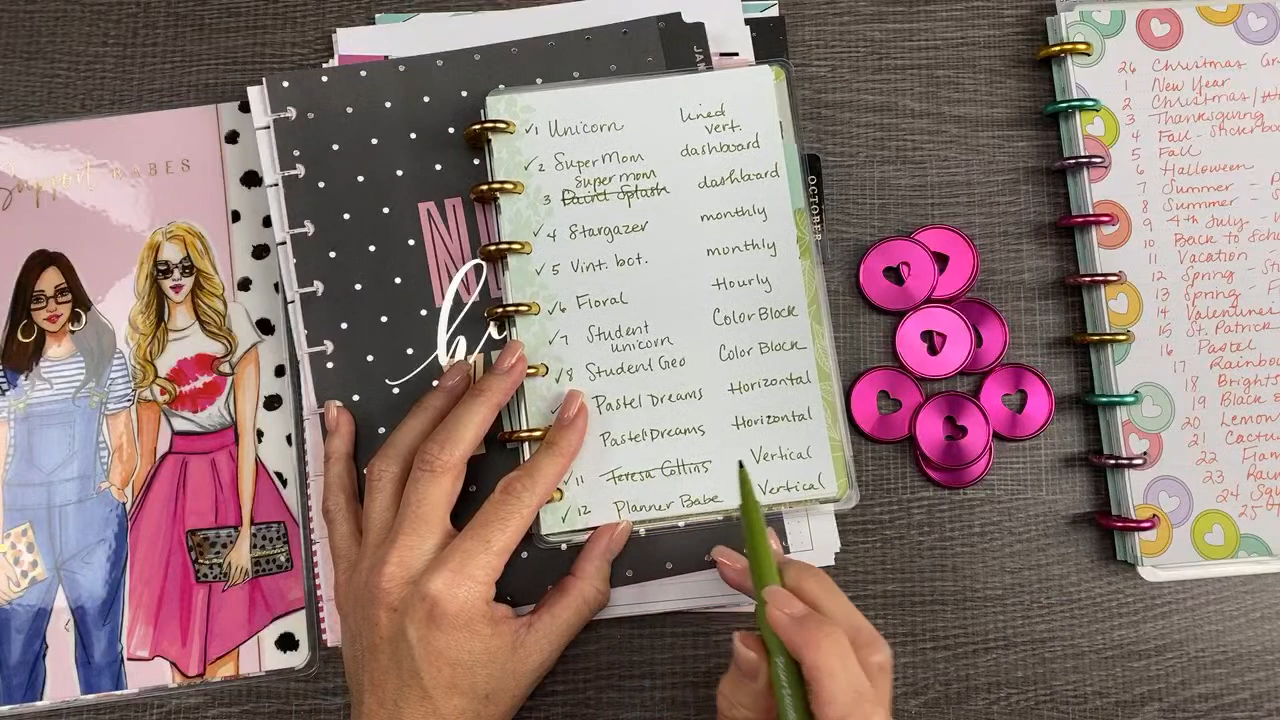 Support BABES
JAN
OCTOBER
hi
✓1 Unicorn lined vert.
✓2 SuperMom dashboard
3 Super mom Paint Splash dashboard
✓4 Stargazer monthly
✓5 Vint. bot. monthly
✓6 Floral Hourly
✓7 Student unicorn Color Block
✓8 Student Geo Color Block
Pastel Dreams Horizontal
Pastel Dreams Horizontal
✓11 Teresa Collins Vertical
✓12 Planner Babe Vertical
26 Christmas
1 New Year
2 Christmas/
3 Thanksgiving
4 Fall - Sticker
5 Fall
6 Halloween
7 Summer -
8 Summer -
9 4th July -
10 Back to
11 Vacation
12 Spring -
13 Spring -
14 Valentines
15 St. Patrick
16 Pastel
17
18 Brights
19 Black
20
21
22
23
24
25